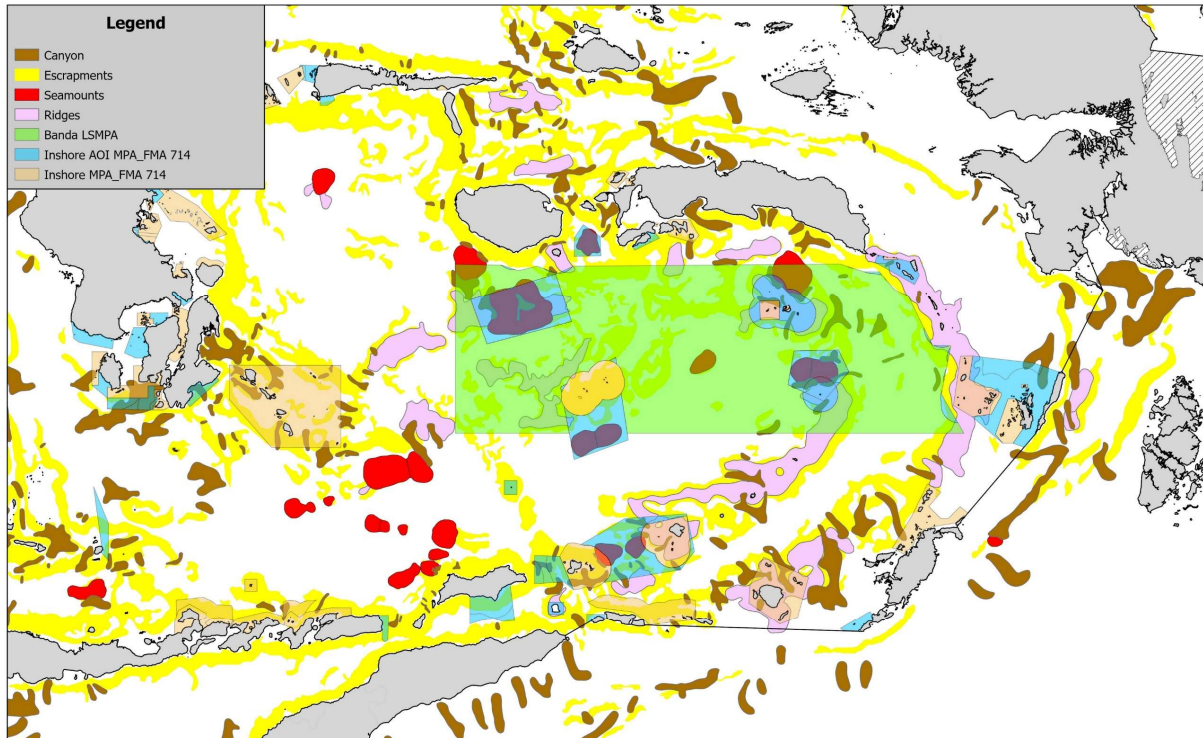 Legend
Canyon
Escrapments
Seamounts
Ridges
Banda LSMPA
Inshore AOI MPA_FMA 714
Inshore MPA_FMA 714